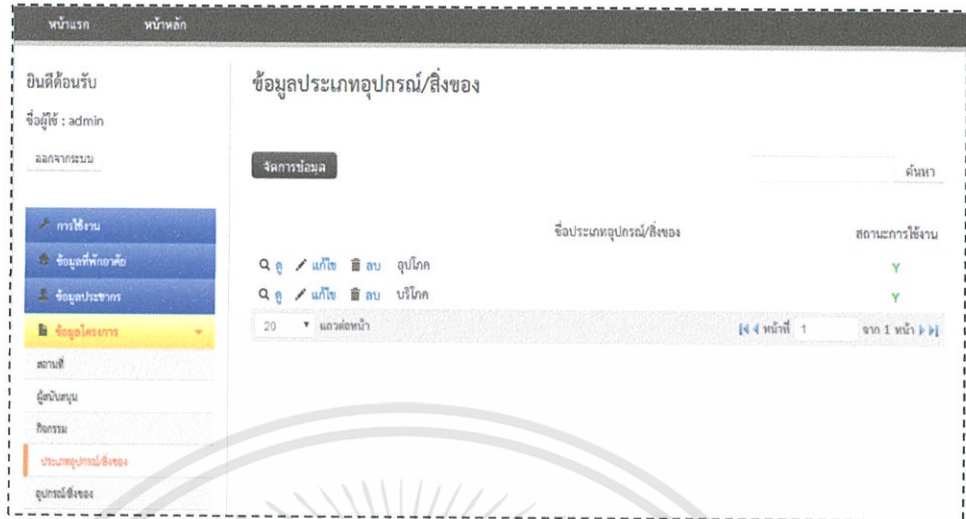 หน้าแรก หน้าหลัก
ยินดีต้อนรับ
ชื่อผู้ใช้ : admin
ออกจากระบบ
การใช้งาน
ข้อมูลที่พักอาศัย
ข้อมูลประชากร
ข้อมูลโครงการ
สถานที่
ผู้สนับสนุน
กิจกรรม
ประเภทอุปกรณ์/สิ่งของ
อุปกรณ์/สิ่งของ
ข้อมูลประเภทอุปกรณ์/สิ่งของ
จัดการข้อมูล ค้นหา
ชื่อประเภทอุปกรณ์/สิ่งของ สถานะการใช้งาน
ดู แก้ไข ลบ อุปโภค Y
ดู แก้ไข ลบ บริโภค Y
20 แถวต่อหน้า หน้าที่ 1 จาก 1 หน้า